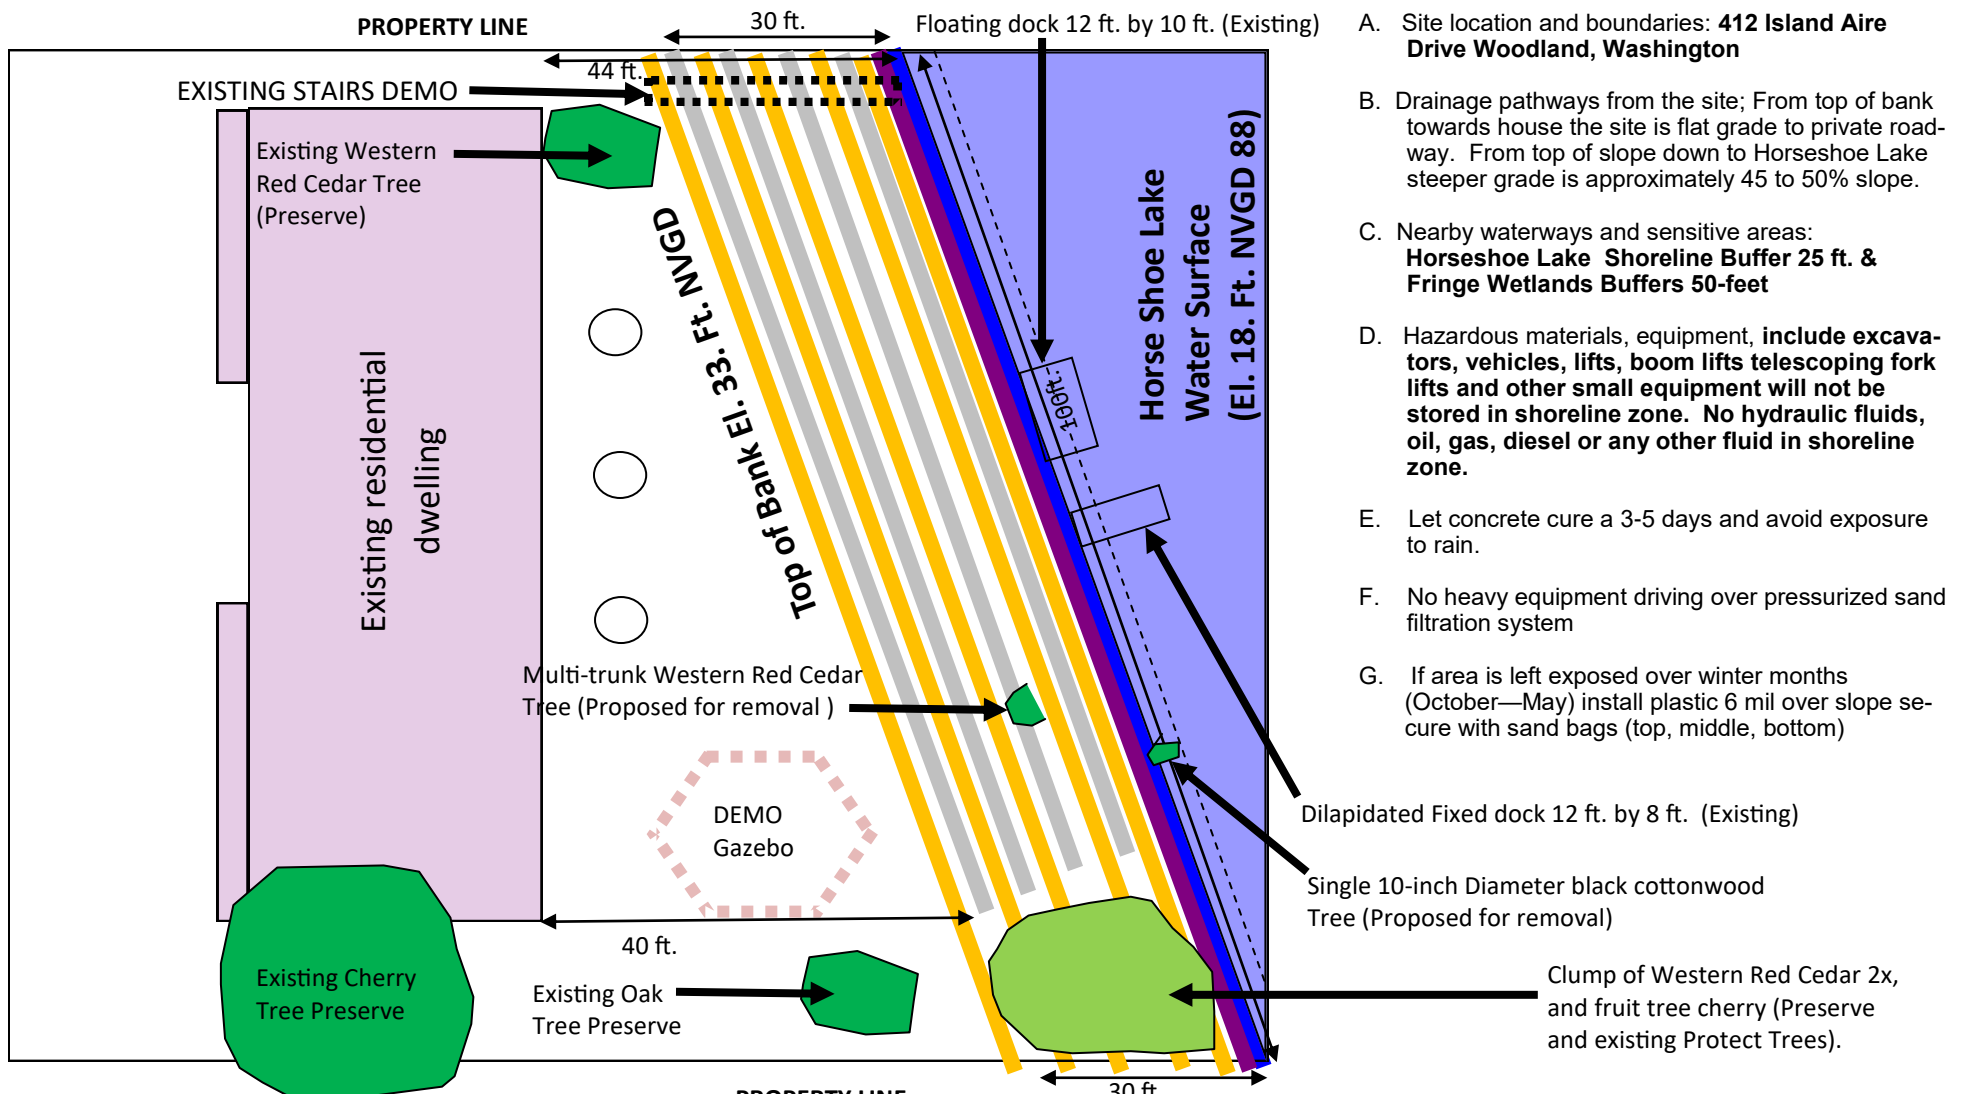 PROPERTY LINE
30 ft.
Floating dock 12 ft. by 10 ft. (Existing)
44 ft.
EXISTING STAIRS DEMO
Existing Western
Red Cedar Tree
(Preserve)
Existing residential
dwelling
Top of Bank El. 33. Ft. NVGD
Horse Shoe Lake
Water Surface
(El. 18. Ft. NVGD 88)
100ft.
Multi-trunk Western Red Cedar
Tree (Proposed for removal )
DEMO
Gazebo
40 ft.
Existing Cherry
Tree Preserve
Existing Oak
Tree Preserve
30 ft.
PROPERTY LINE
Dilapidated Fixed dock 12 ft. by 8 ft. (Existing)
Single 10-inch Diameter black cottonwood
Tree (Proposed for removal)
Clump of Western Red Cedar 2x,
and fruit tree cherry (Preserve
and existing Protect Trees).
A. Site location and boundaries: 412 Island Aire
Drive Woodland, Washington
B. Drainage pathways from the site; From top of bank
towards house the site is flat grade to private road-
way. From top of slope down to Horseshoe Lake
steeper grade is approximately 45 to 50% slope.
C. Nearby waterways and sensitive areas:
Horseshoe Lake Shoreline Buffer 25 ft. &
Fringe Wetlands Buffers 50-feet
D. Hazardous materials, equipment, include excava-
tors, vehicles, lifts, boom lifts telescoping fork
lifts and other small equipment will not be
stored in shoreline zone. No hydraulic fluids,
oil, gas, diesel or any other fluid in shoreline
zone.
E. Let concrete cure a 3-5 days and avoid exposure
to rain.
F. No heavy equipment driving over pressurized sand
filtration system
G. If area is left exposed over winter months
(October—May) install plastic 6 mil over slope se-
cure with sand bags (top, middle, bottom)